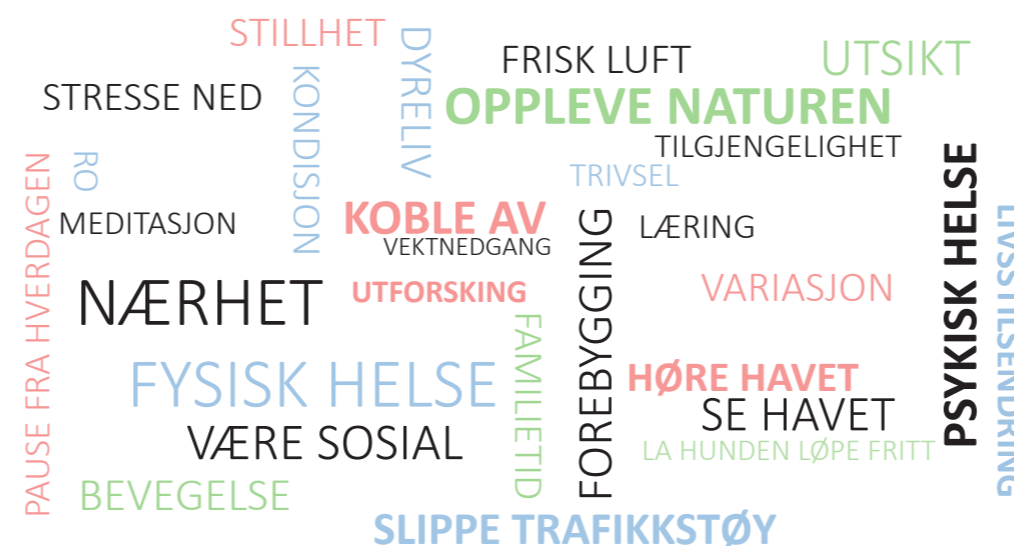 STILLHET
DYRELIV
FRISK LUFT
UTSIKT
STRESSE NED
KONDISJON
OPPLEVE NATUREN
TILGJENGELIGHET
RO
TRIVSEL
PAUSE FRA HVERDAGEN
MEDITASJON
KOBLE AV
VEKTNEDGANG
FOREBYGGING
LÆRING
PSYKISK HELSE
LIVSSTILSENDRING
NÆRHET
UTFORSKING
VARIASJON
FAMILIETID
FYSISK HELSE
HØRE HAVET
SE HAVET
VÆRE SOSIAL
LA HUNDEN LØPE FRITT
BEVEGELSE
SLIPPE TRAFIKKSTØY